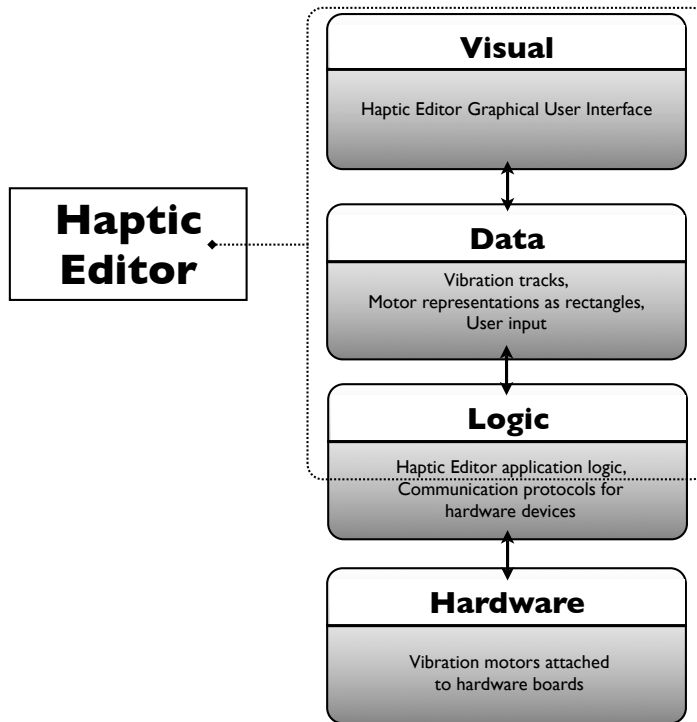 Visual
Haptic Editor Graphical User Interface
Haptic
Editor
Data
Vibration tracks,
Motor representations as rectangles,
User input
Logic
Haptic Editor application logic,
Communication protocols for
hardware devices
Hardware
Vibration motors attached
to hardware boards